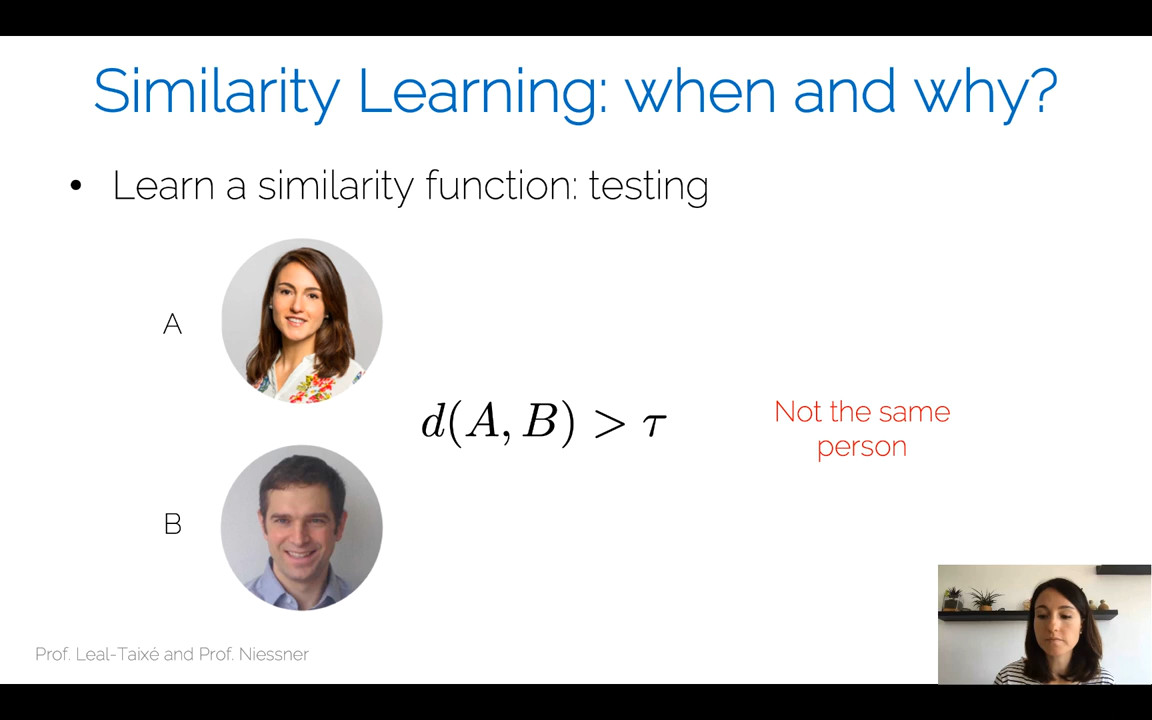 Similarity Learning: when and why?
• Learn a similarity function: testing
A
d(A, B) > τ
Not the same
person
B
Prof. Leal-Taixé and Prof. Niessner